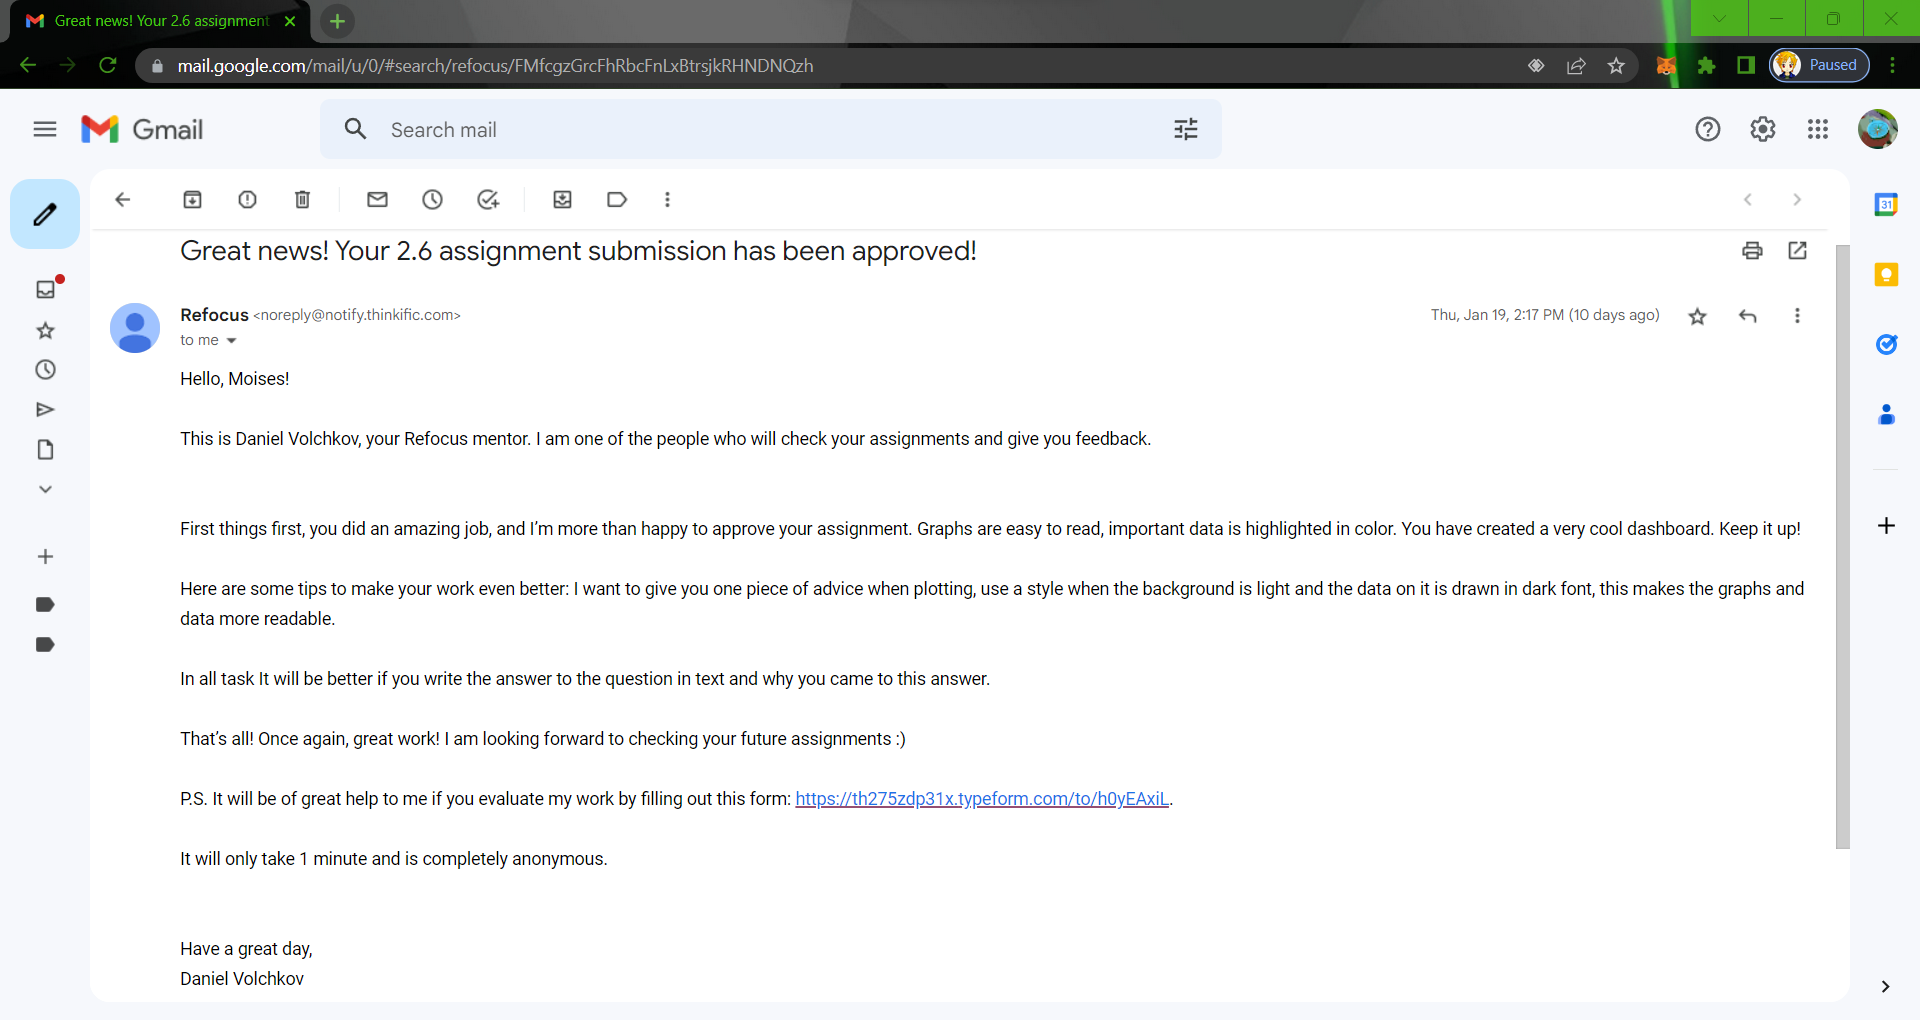 Great news! Your 2.6 assignment
mail.google.com/mail/u/0/#search/refocus/FMfcgzGrcFhRbcFnLxBtrsjkRHNDNQzh
Paused
Gmail
Search mail
31
Great news! Your 2.6 assignment submission has been approved!
Refocus <noreply@notify.thinkific.com>
Thu, Jan 19, 2:17 PM (10 days ago)
to me
Hello, Moises!
This is Daniel Volchkov, your Refocus mentor. I am one of the people who will check your assignments and give you feedback.
First things first, you did an amazing job, and I’m more than happy to approve your assignment. Graphs are easy to read, important data is highlighted in color. You have created a very cool dashboard. Keep it up!
Here are some tips to make your work even better: I want to give you one piece of advice when plotting, use a style when the background is light and the data on it is drawn in dark font, this makes the graphs and
data more readable.
In all task It will be better if you write the answer to the question in text and why you came to this answer.
That’s all! Once again, great work! I am looking forward to checking your future assignments :)
P.S. It will be of great help to me if you evaluate my work by filling out this form: https://th275zdp31x.typeform.com/to/h0yEAxiL.
It will only take 1 minute and is completely anonymous.
Have a great day,
Daniel Volchkov